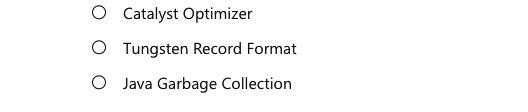 Catalyst Optimizer
Tungsten Record Format
Java Garbage Collection